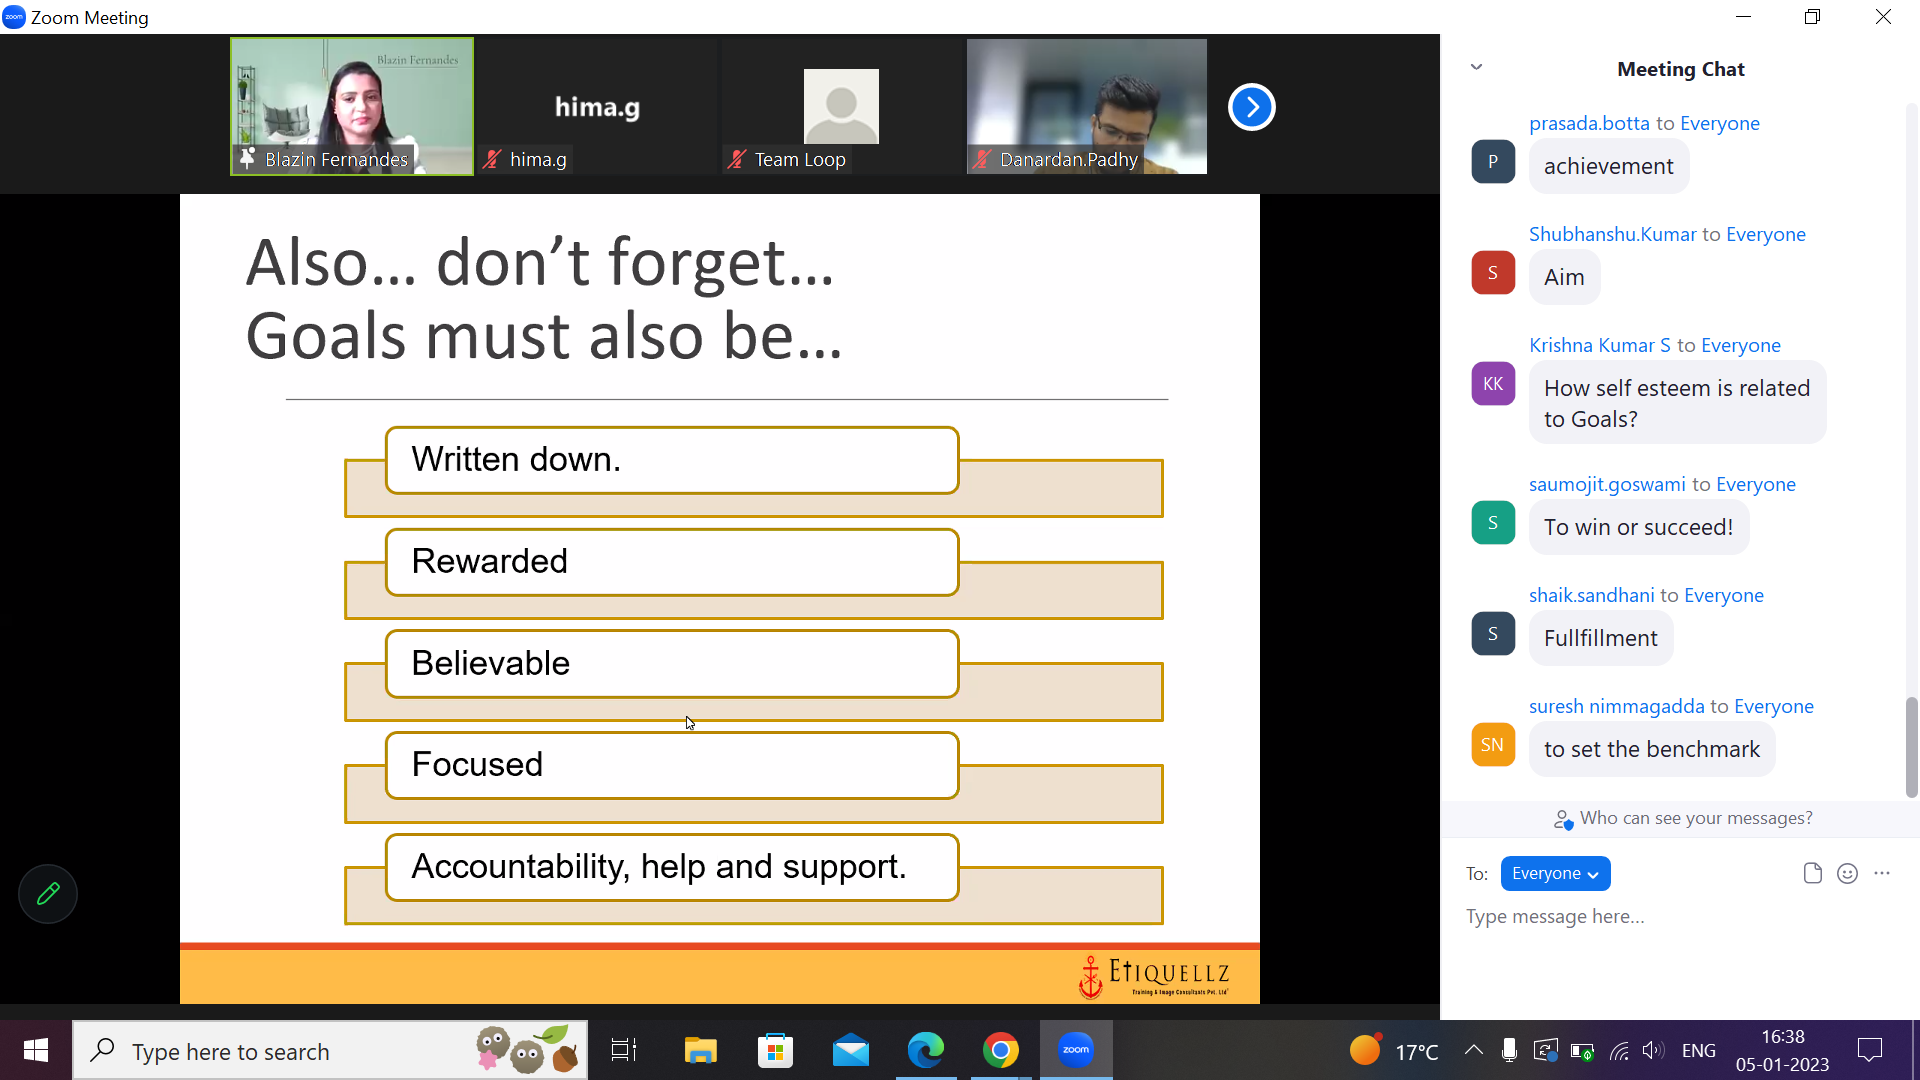 zoom Zoom Meeting
Blazin Fernandes
Blazin Fernandes
hima.g
hima.g
Team Loop
Danardan.Padhy
Also... don’t forget...
Goals must also be...
Written down.
Rewarded
Believable
Focused
Accountability, help and support.
ETIQUELLZ
Training & Image Consultants Pvt. Ltd
Meeting Chat
prasada.botta to Everyone
P
achievement
Shubhanshu.Kumar to Everyone
S
Aim
Krishna Kumar S to Everyone
KK
How self esteem is related
to Goals?
saumojit.goswami to Everyone
S
To win or succeed!
shaik.sandhani to Everyone
S
Fullfillment
suresh nimmagadda to Everyone
SN
to set the benchmark
Who can see your messages?
To: Everyone
Type message here...
Type here to search
zoom
17°C
ENG
16:38
05-01-2023